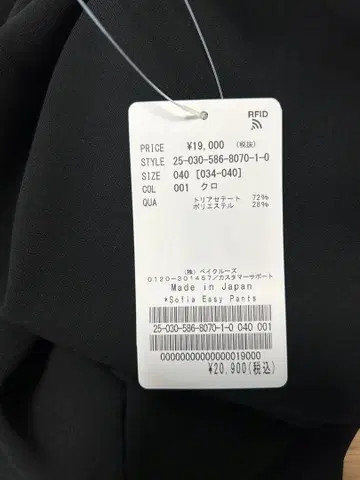 RFID
PRICE ¥19,000 (税抜)
STYLE 25-030-586-8070-1-0
SIZE 040 [034-040]
COL 001 クロ
QUA トリアセテート 72%
ポリエステル 28%
(株) ベイクルーズ
0120-301457/カスタマーサポート
Made in Japan
*Sofia Easy Pants
25-030-586-8070-1-0 040 001
00000000000000019000
¥20,900(税込)